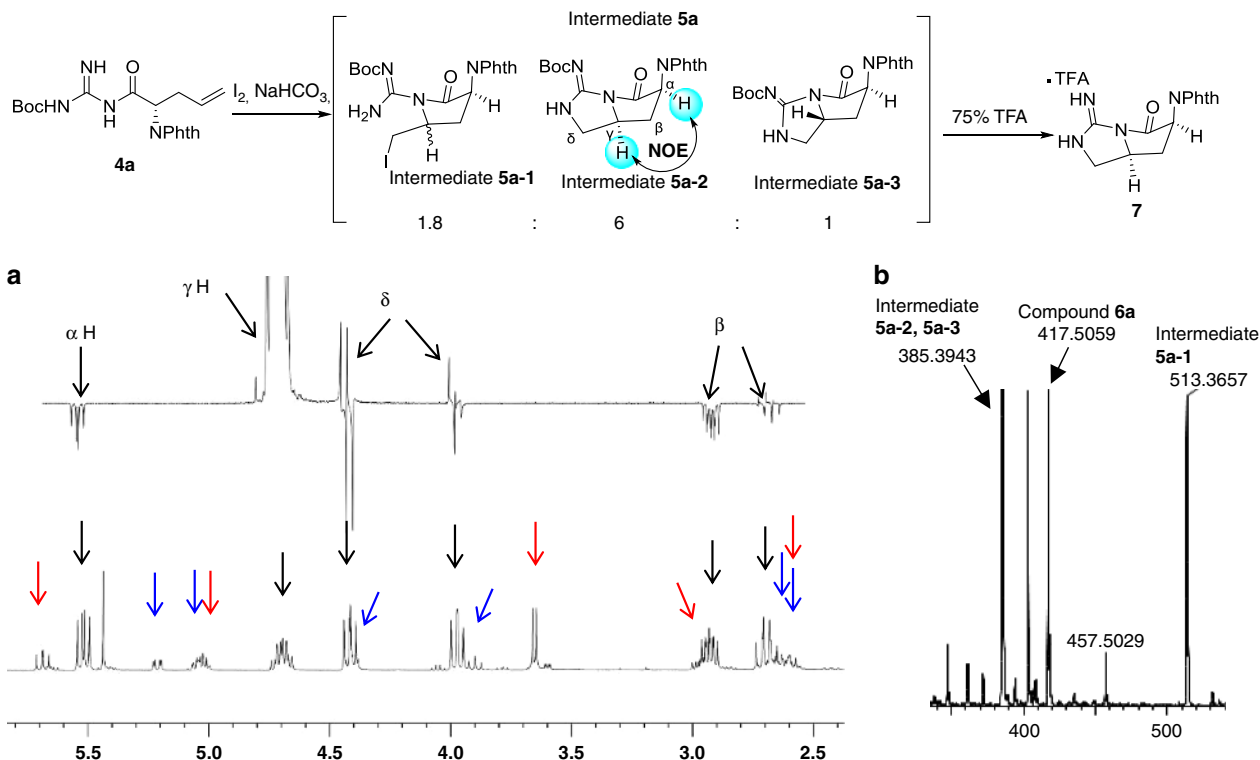 Intermediate 5a
NH
BocHN
N
H
O
NPhth
4a
I2, NaHCO3,
BocN
H2N
N
O
NPhth
H
I
Intermediate 5a-1
BocN
HN
N
O
NPhth
α
H
β
δ
γ
H
NOE
Intermediate 5a-2
BocN
HN
N
O
NPhth
H
H
Intermediate 5a-3
1.8 : 6 : 1
75% TFA
·TFA
NH
HN
N
O
NPhth
H
H
7
a
α H
γ H
δ
β
5.5 5.0 4.5 4.0 3.5 3.0 2.5
b
Intermediate
5a-2, 5a-3
385.3943
Compound 6a
417.5059
Intermediate
5a-1
513.3657
457.5029
400 500